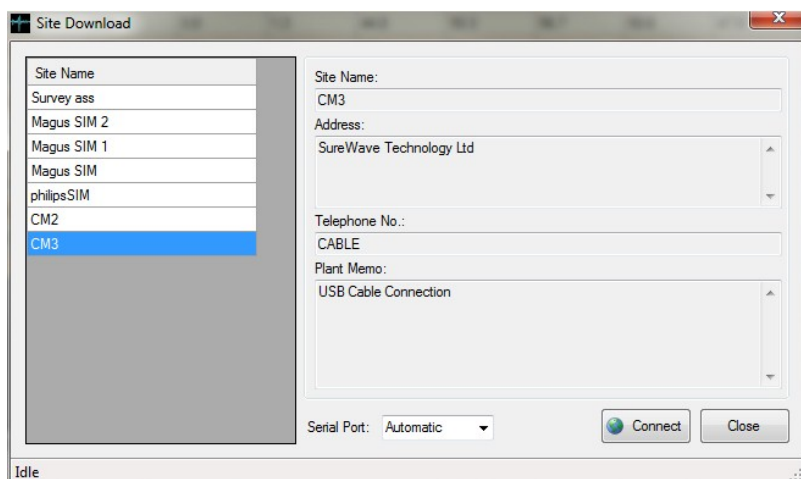 Site Download
Site Name
Survey ass
Magus SIM 2
Magus SIM 1
Magus SIM
philipsSIM
CM2
CM3
Site Name:
CM3
Address:
SureWave Technology Ltd
Telephone No.:
CABLE
Plant Memo:
USB Cable Connection
Serial Port: Automatic
Connect
Close
Idle